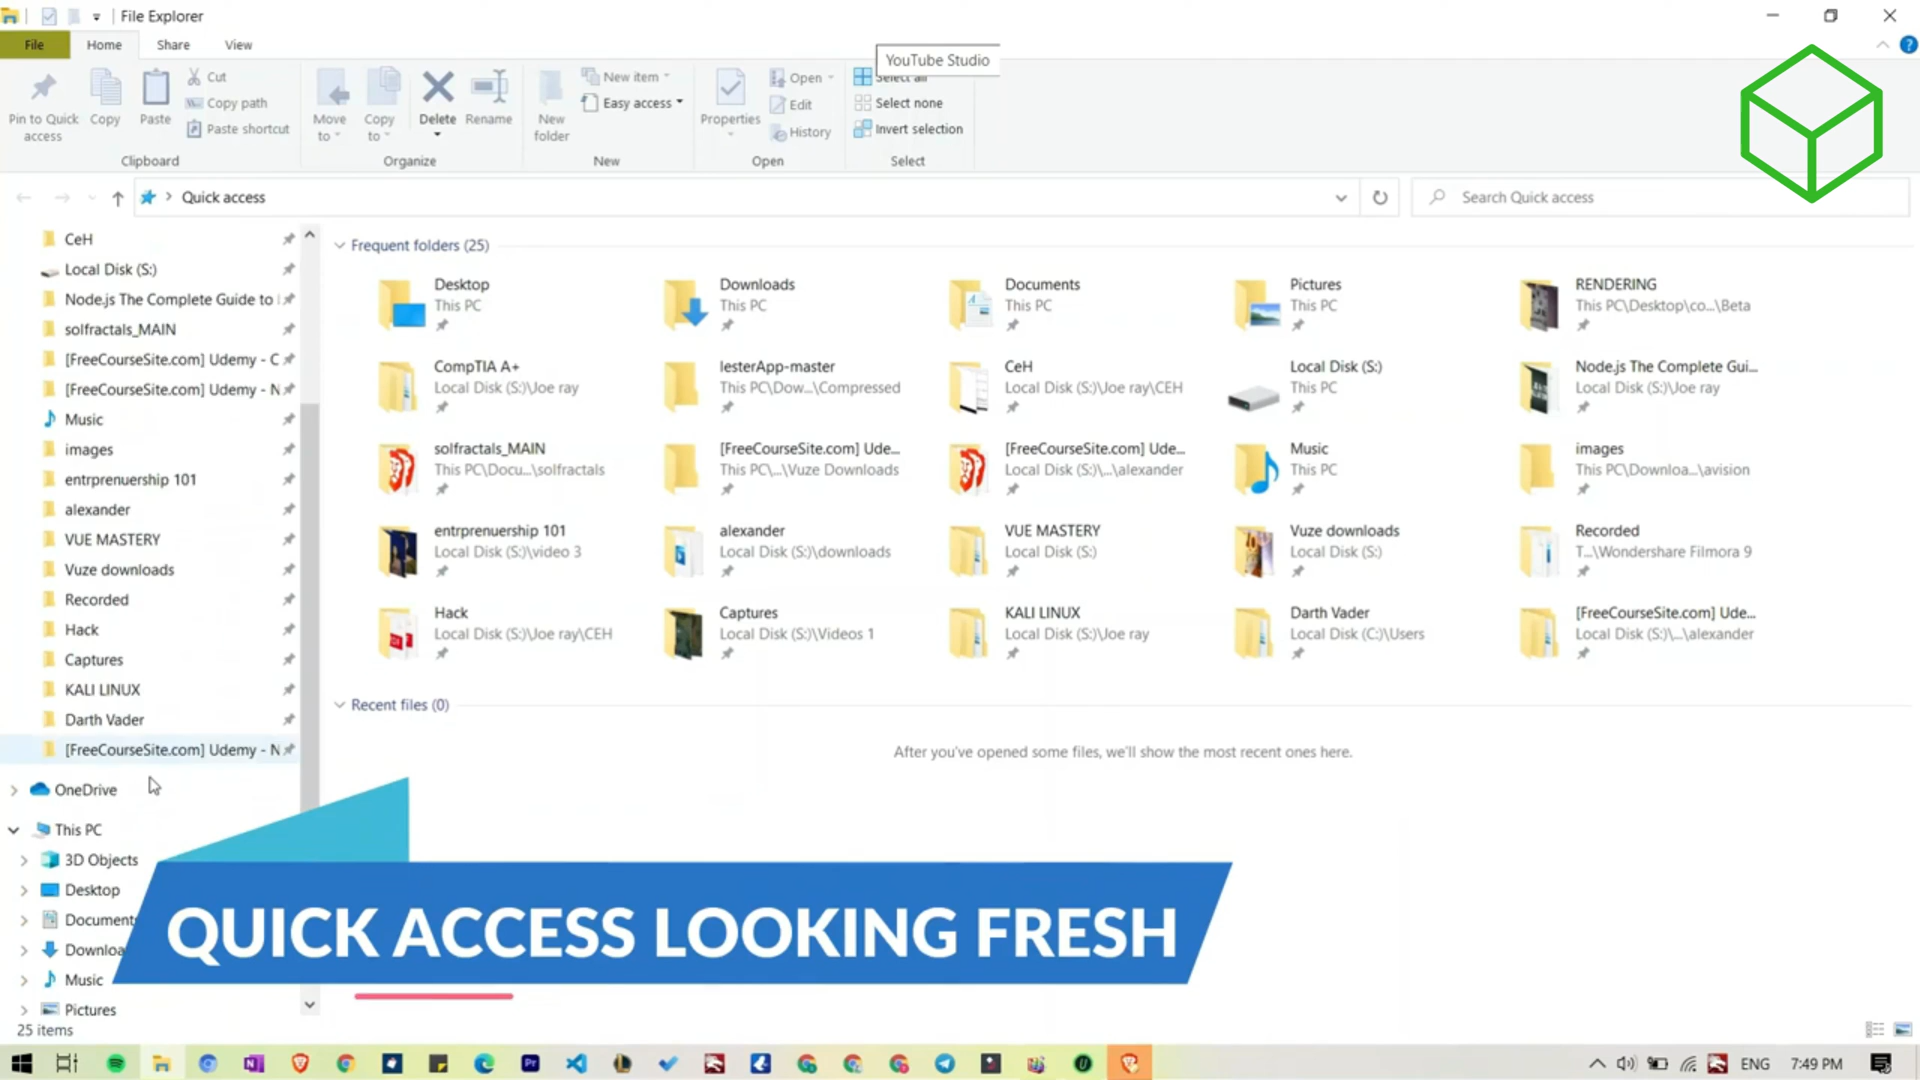 File Explorer
File Home Share View
YouTube Studio
Pin to Quick access
Copy
Paste
Cut
Copy path
Paste shortcut
Clipboard
Move to
Copy to
Delete
Rename
Organize
New folder
New item
Easy access
New
Properties
Open
Edit
History
Open
Select all
Select none
Invert selection
Select
Quick access
Search Quick access
CeH
Local Disk (S:)
Node.js The Complete Guide to
solfractals_MAIN
[FreeCourseSite.com] Udemy - C
[FreeCourseSite.com] Udemy - N
Music
images
entrprenuership 101
alexander
VUE MASTERY
Vuze downloads
Recorded
Hack
Captures
KALI LINUX
Darth Vader
[FreeCourseSite.com] Udemy - N
OneDrive
This PC
3D Objects
Desktop
Document
Downloa
Music
Pictures
25 items
Frequent folders (25)
Desktop
This PC
Downloads
This PC
Documents
This PC
Pictures
This PC
RENDERING
This PC\Desktop\co...\Beta
CompTIA A+
Local Disk (S:)\Joe ray
lesterApp-master
This PC\Dow...\Compressed
CeH
Local Disk (S:)\Joe ray\CEH
Local Disk (S:)
This PC
Node.js The Complete Gui...
Local Disk (S:)\Joe ray
solfractals_MAIN
This PC\Docu...\solfractals
[FreeCourseSite.com] Ude...
This PC\...\Vuze Downloads
[FreeCourseSite.com] Ude...
Local Disk (S:)\...\alexander
Music
This PC
images
This PC\Downloa...\avision
entrprenuership 101
Local Disk (S:)\video 3
alexander
Local Disk (S:)\downloads
VUE MASTERY
Local Disk (S:)
Vuze downloads
Local Disk (S:)
Recorded
T...\Wondershare Filmora 9
Hack
Local Disk (S:)\Joe ray\CEH
Captures
Local Disk (S:)\Videos 1
KALI LINUX
Local Disk (S:)\Joe ray
Darth Vader
Local Disk (C:)\Users
[FreeCourseSite.com] Ude...
Local Disk (S:)\...\alexander
Recent files (0)
After you've opened some files, we'll show the most recent ones here.
QUICK ACCESS LOOKING FRESH
ENG 7:49 PM